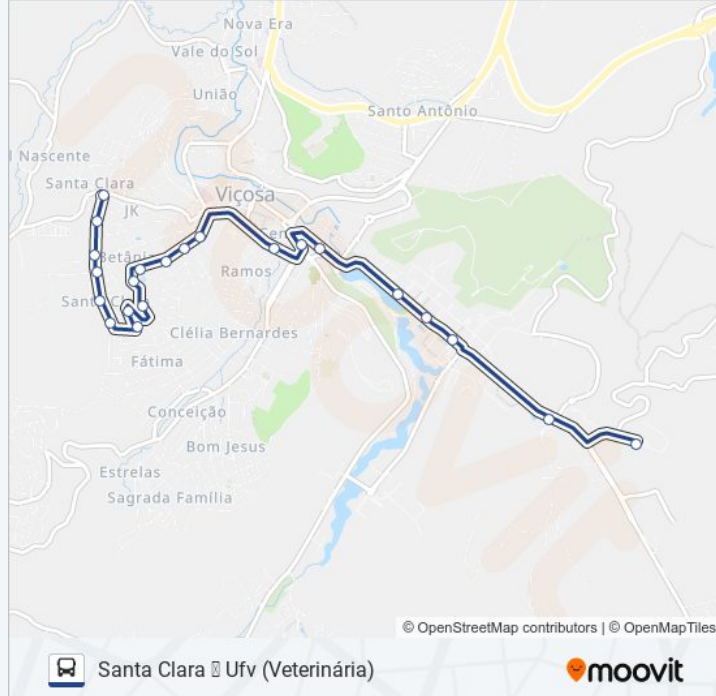 Nova Era
Vale do Sol
União
Santo Antônio
l Nascente
Santa Clara
Viçosa
JK
Cen
Betânia
Ramos
Santa Cl
Clélia Bernardes
Fátima
Conceição
Bom Jesus
Estrelas
Sagrada Família
© OpenStreetMap contributors | © OpenMapTiles
Santa Clara Ufv (Veterinária)
moovit